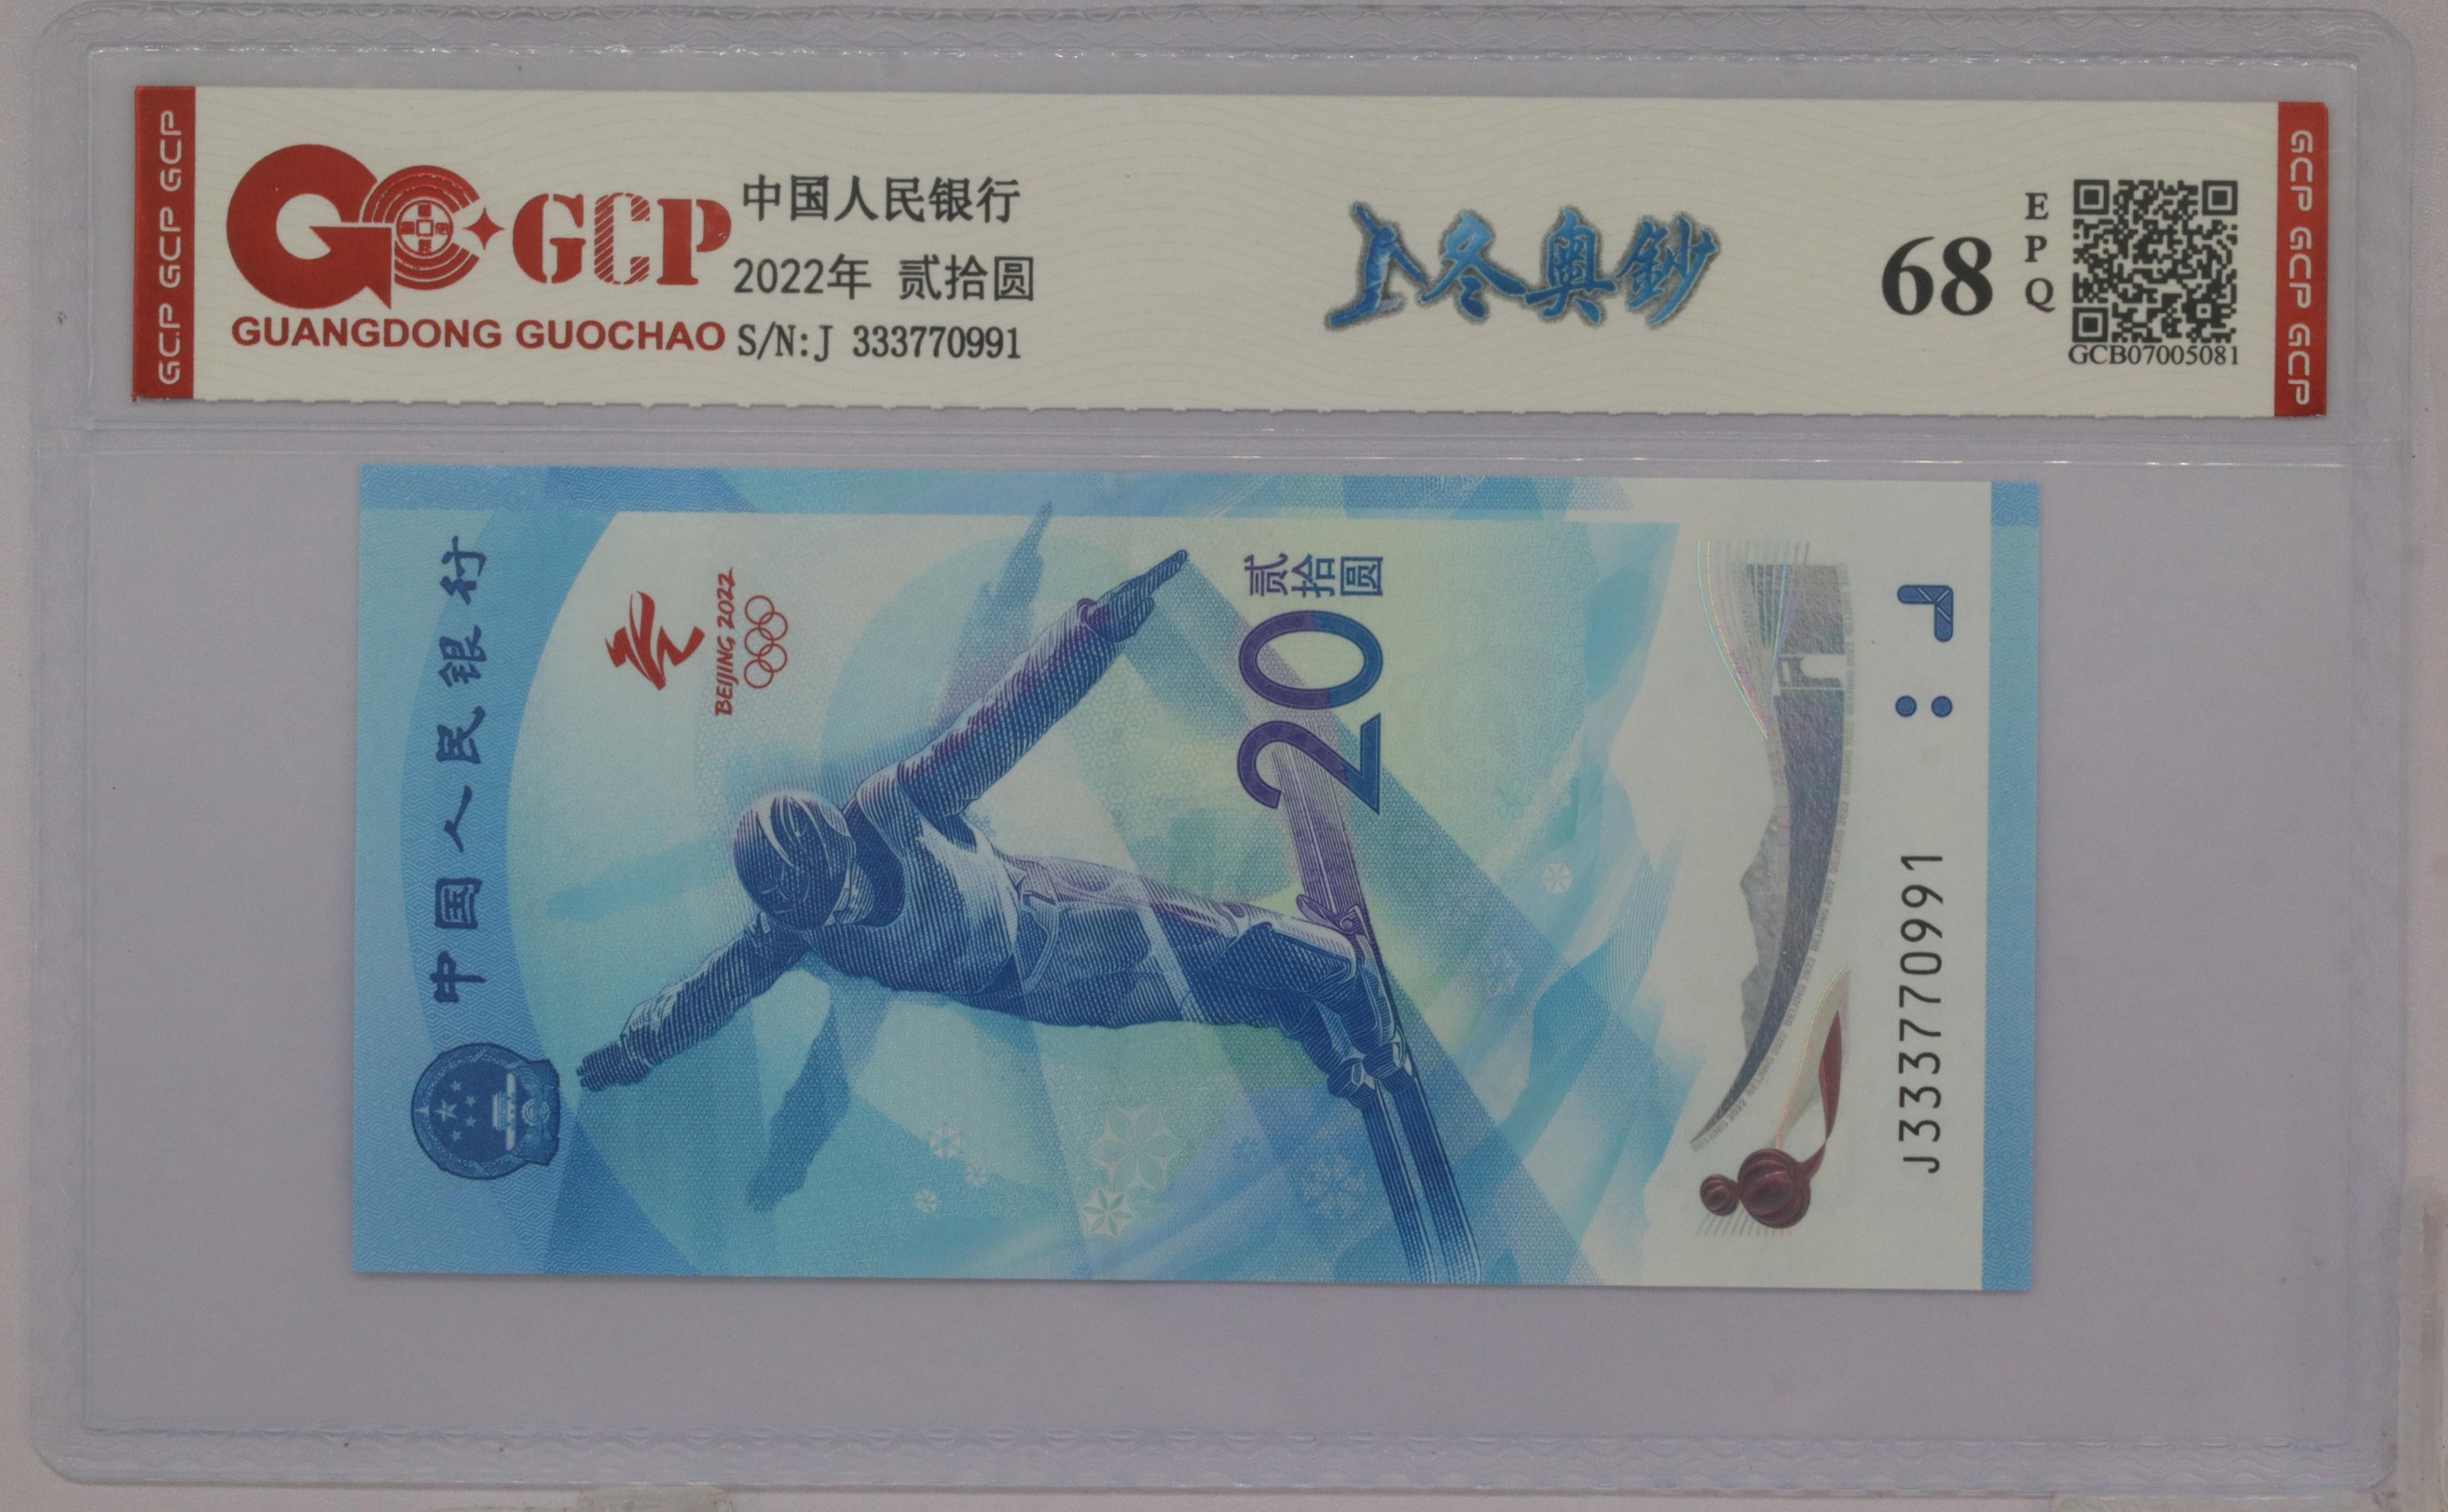 GCP GCP GCP
GCP
GUANGDONG GUOCHAO
中国人民银行
2022年 贰拾圆
S/N:J 333770991
冬奥鈔
68
EPQ
GCB07005081
GCP GCP GCP
中国人民银行
BEIJING 2022
20
贰拾圆
J333770991